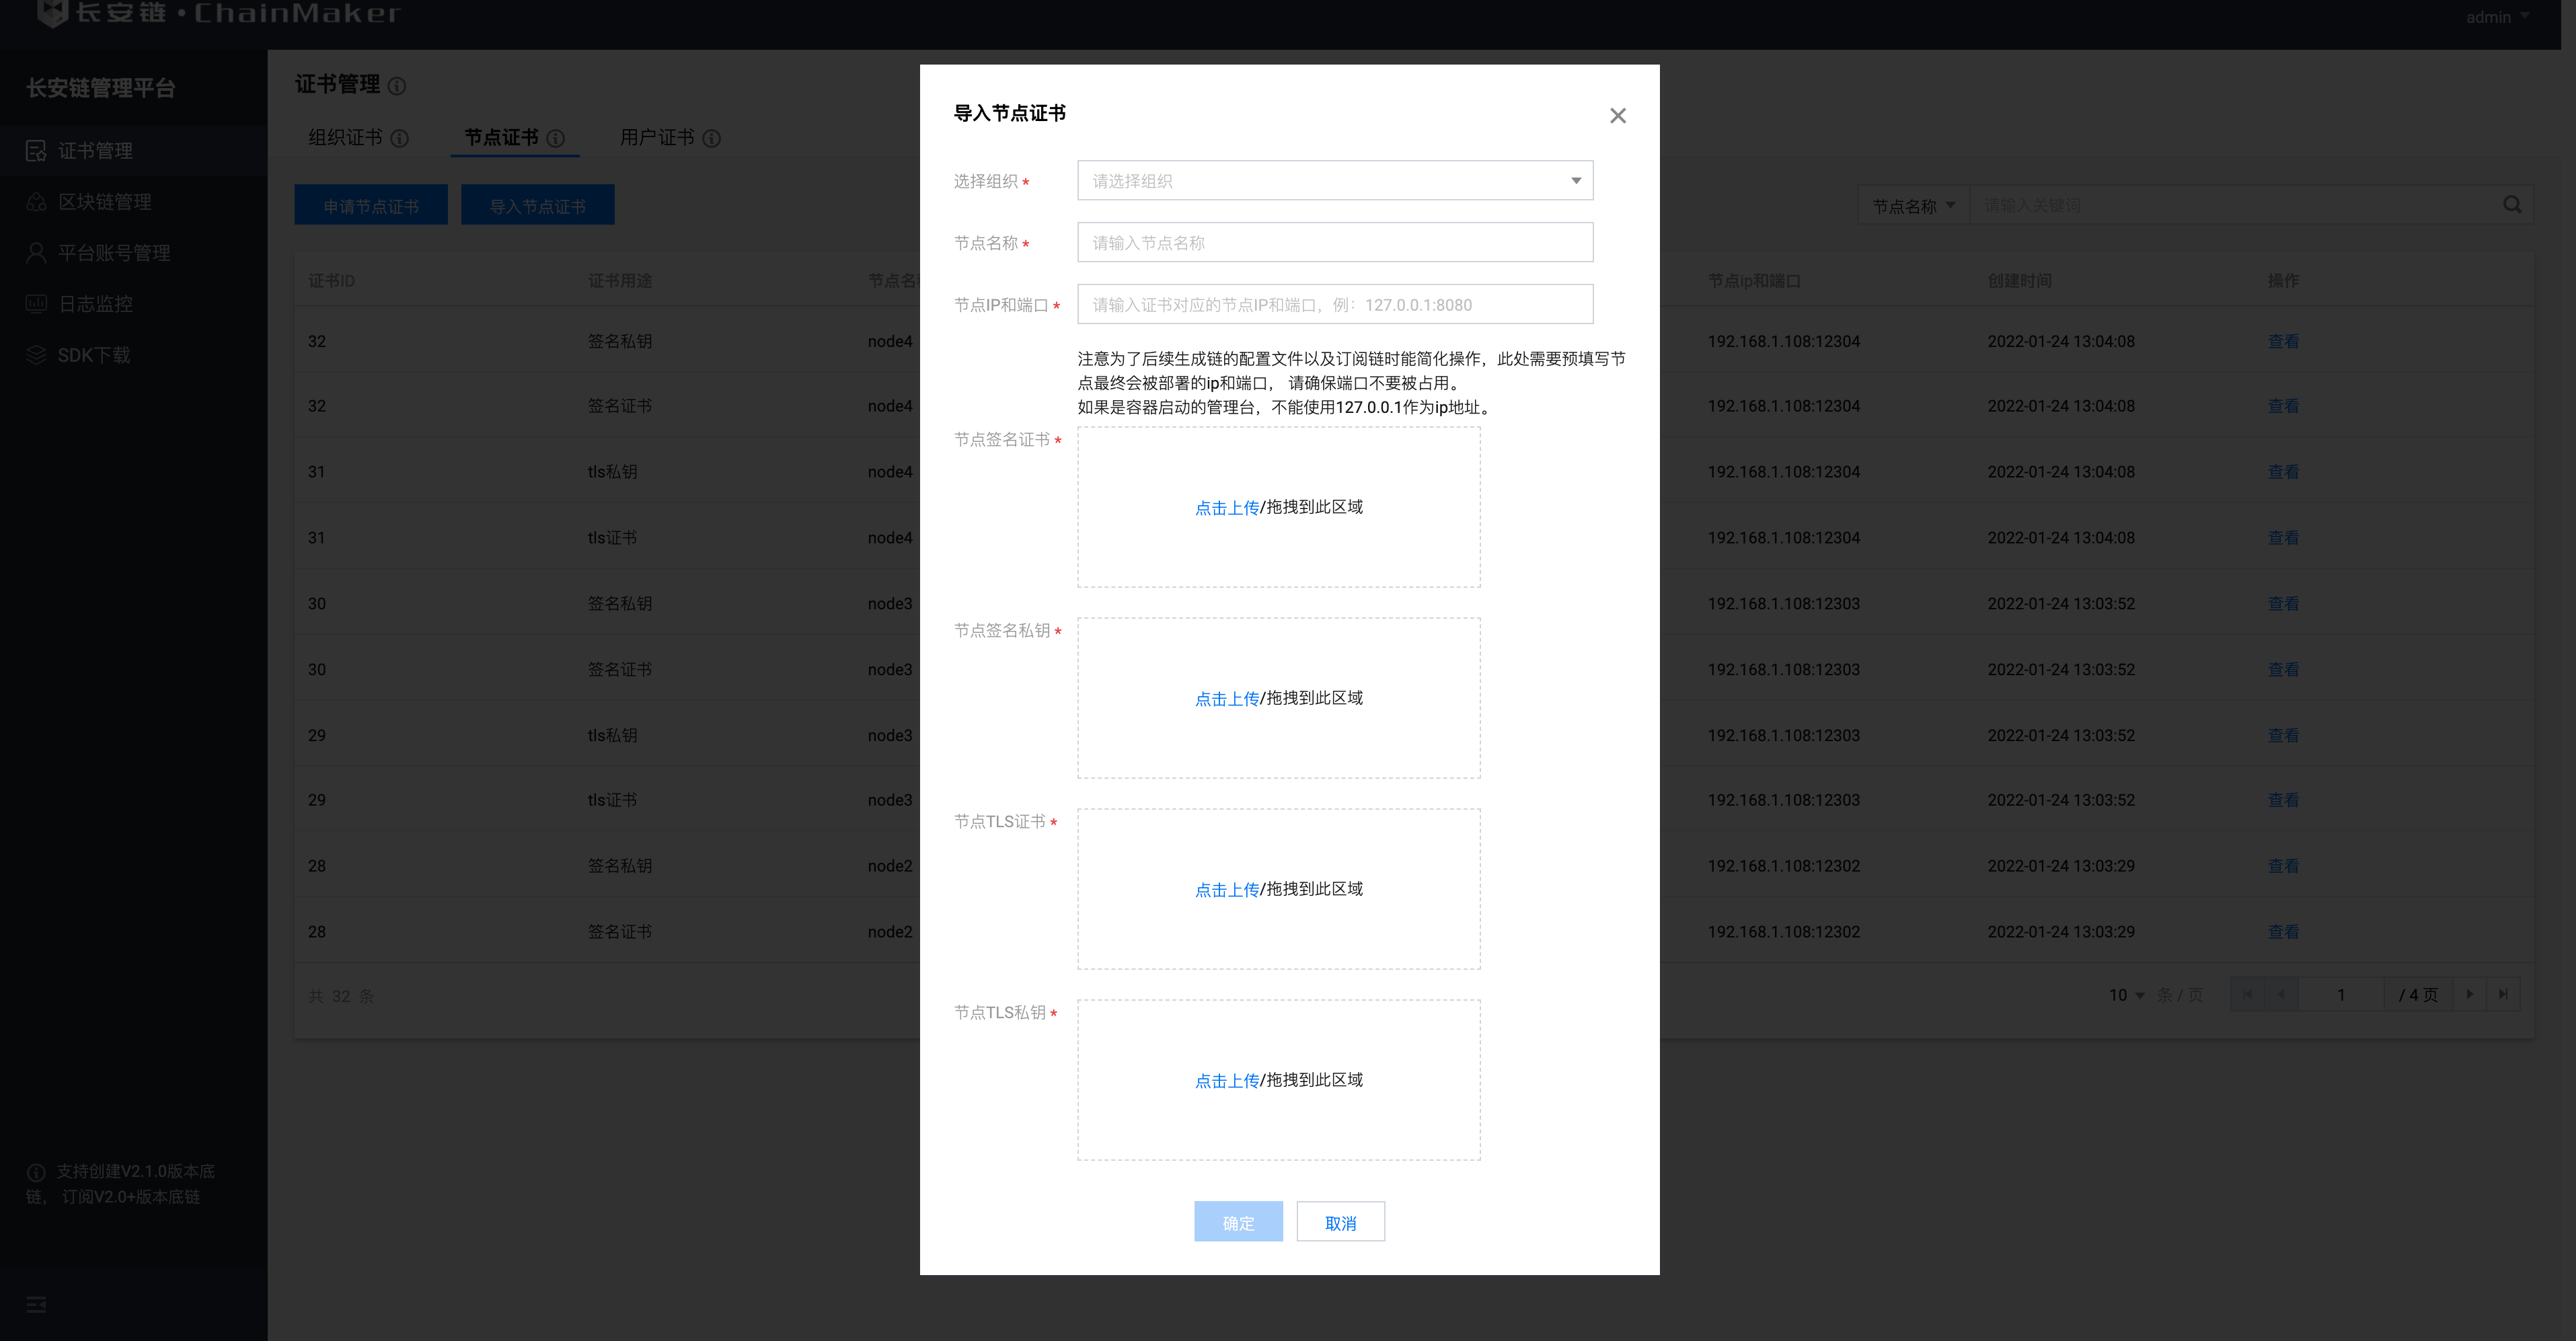 长安链·ChainMaker
admin
长安链管理平台
证书管理
区块链管理
平台账号管理
日志监控
SDK下载
支持创建V2.1.0版本底
链， 订阅V2.0+版本底链
证书管理
组织证书 节点证书 用户证书
申请节点证书 导入节点证书
节点名称 请输入关键词
证书ID 证书用途 节点名 节点ip和端口 创建时间 操作
32 签名私钥 node4 192.168.1.108:12304 2022-01-24 13:04:08 查看
32 签名证书 node4 192.168.1.108:12304 2022-01-24 13:04:08 查看
31 tls私钥 node4 192.168.1.108:12304 2022-01-24 13:04:08 查看
31 tls证书 node4 192.168.1.108:12304 2022-01-24 13:04:08 查看
30 签名私钥 node3 192.168.1.108:12303 2022-01-24 13:03:52 查看
30 签名证书 node3 192.168.1.108:12303 2022-01-24 13:03:52 查看
29 tls私钥 node3 192.168.1.108:12303 2022-01-24 13:03:52 查看
29 tls证书 node3 192.168.1.108:12303 2022-01-24 13:03:52 查看
28 签名私钥 node2 192.168.1.108:12302 2022-01-24 13:03:29 查看
28 签名证书 node2 192.168.1.108:12302 2022-01-24 13:03:29 查看
共 32 条 10 条 / 页 1 / 4 页
导入节点证书
选择组织 * 请选择组织
节点名称 * 请输入节点名称
节点IP和端口 * 请输入证书对应的节点IP和端口，例：127.0.0.1:8080
注意为了后续生成链的配置文件以及订阅链时能简化操作，此处需要预填写节
点最终会被部署的ip和端口， 请确保端口不要被占用。
如果是容器启动的管理台，不能使用127.0.0.1作为ip地址。
节点签名证书 *
点击上传/拖拽到此区域
节点签名私钥 *
点击上传/拖拽到此区域
节点TLS证书 *
点击上传/拖拽到此区域
节点TLS私钥 *
点击上传/拖拽到此区域
确定 取消